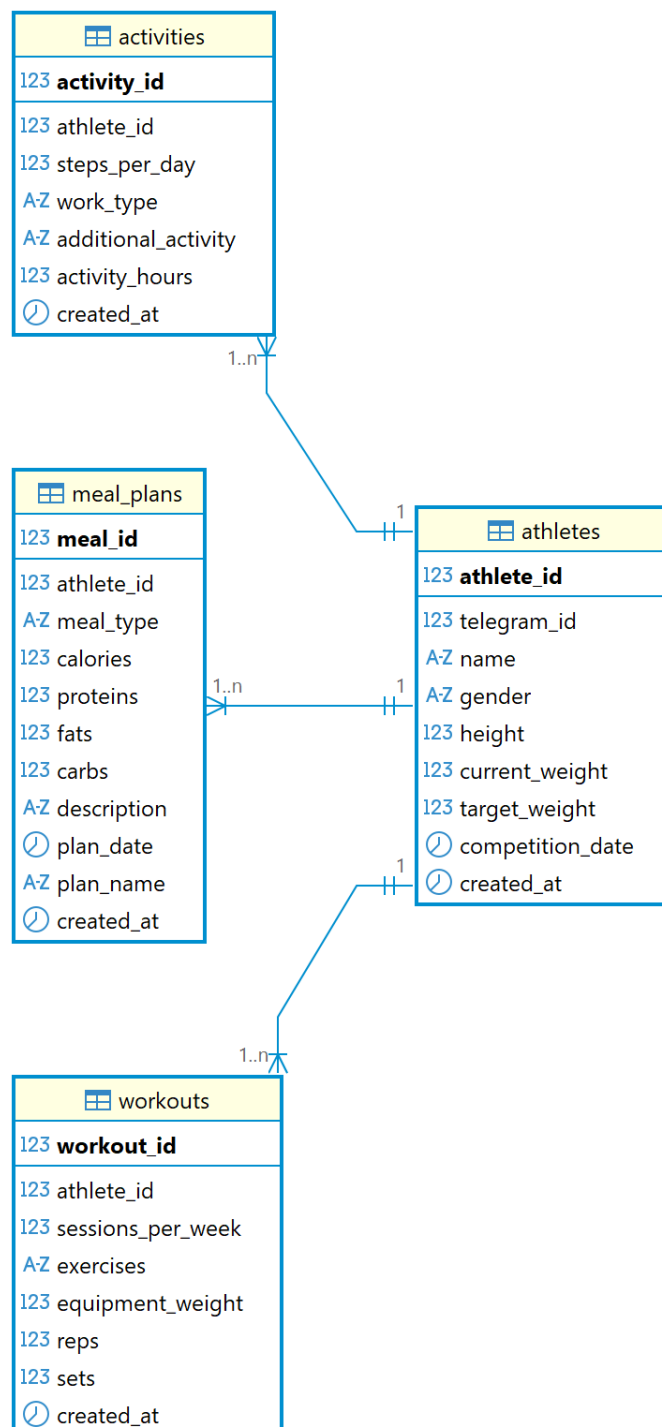 activities
123 activity_id
123 athlete_id
123 steps_per_day
A-Z work_type
A-Z additional_activity
123 activity_hours
created_at
1..n
meal_plans
123 meal_id
123 athlete_id
A-Z meal_type
123 calories
123 proteins
123 fats
123 carbs
A-Z description
plan_date
A-Z plan_name
created_at
1..n
1
1
1
athletes
123 athlete_id
123 telegram_id
A-Z name
A-Z gender
123 height
123 current_weight
123 target_weight
competition_date
created_at
1..n
workouts
123 workout_id
123 athlete_id
123 sessions_per_week
A-Z exercises
123 equipment_weight
123 reps
123 sets
created_at